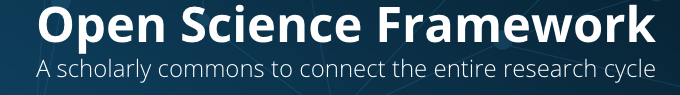 Open Science Framework
A scholarly commons to connect the entire research cycle